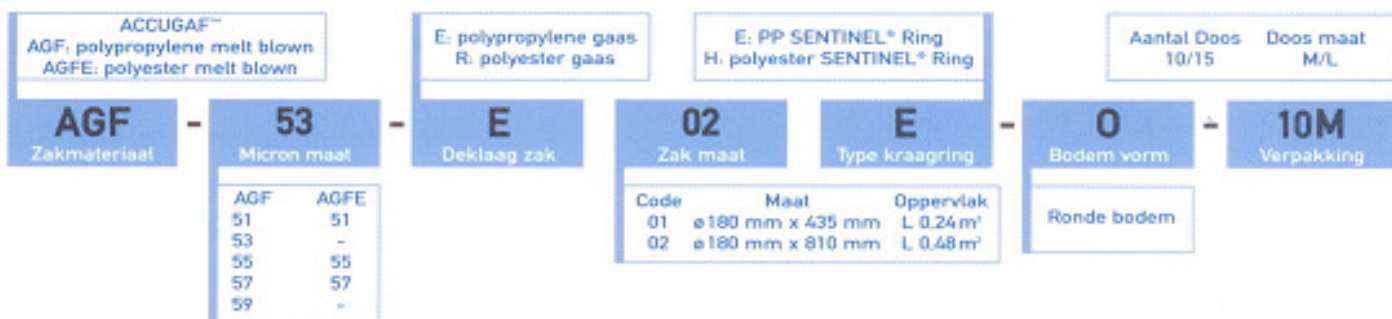 ACCUGAF™
AGF: polypropylene melt blown
AGFE: polyester melt blown
E: polypropylene gaas
R: polyester gaas
E: PP SENTINEL® Ring
H: polyester SENTINEL® Ring
Aantal Doos Doos maat
10/15 M/L
AGF - 53 - E 02 E - O - 10M
Zakmateriaal Micron maat Deklaag zak Zak maat Type kraagring Bodem vorm Verpakking
AGF AGFE
51 51
53 -
55 55
57 57
59 -
Code Maat Oppervlak
01 ø180 mm x 435 mm L 0,24 m²
02 ø180 mm x 810 mm L 0,48 m²
Ronde bodem